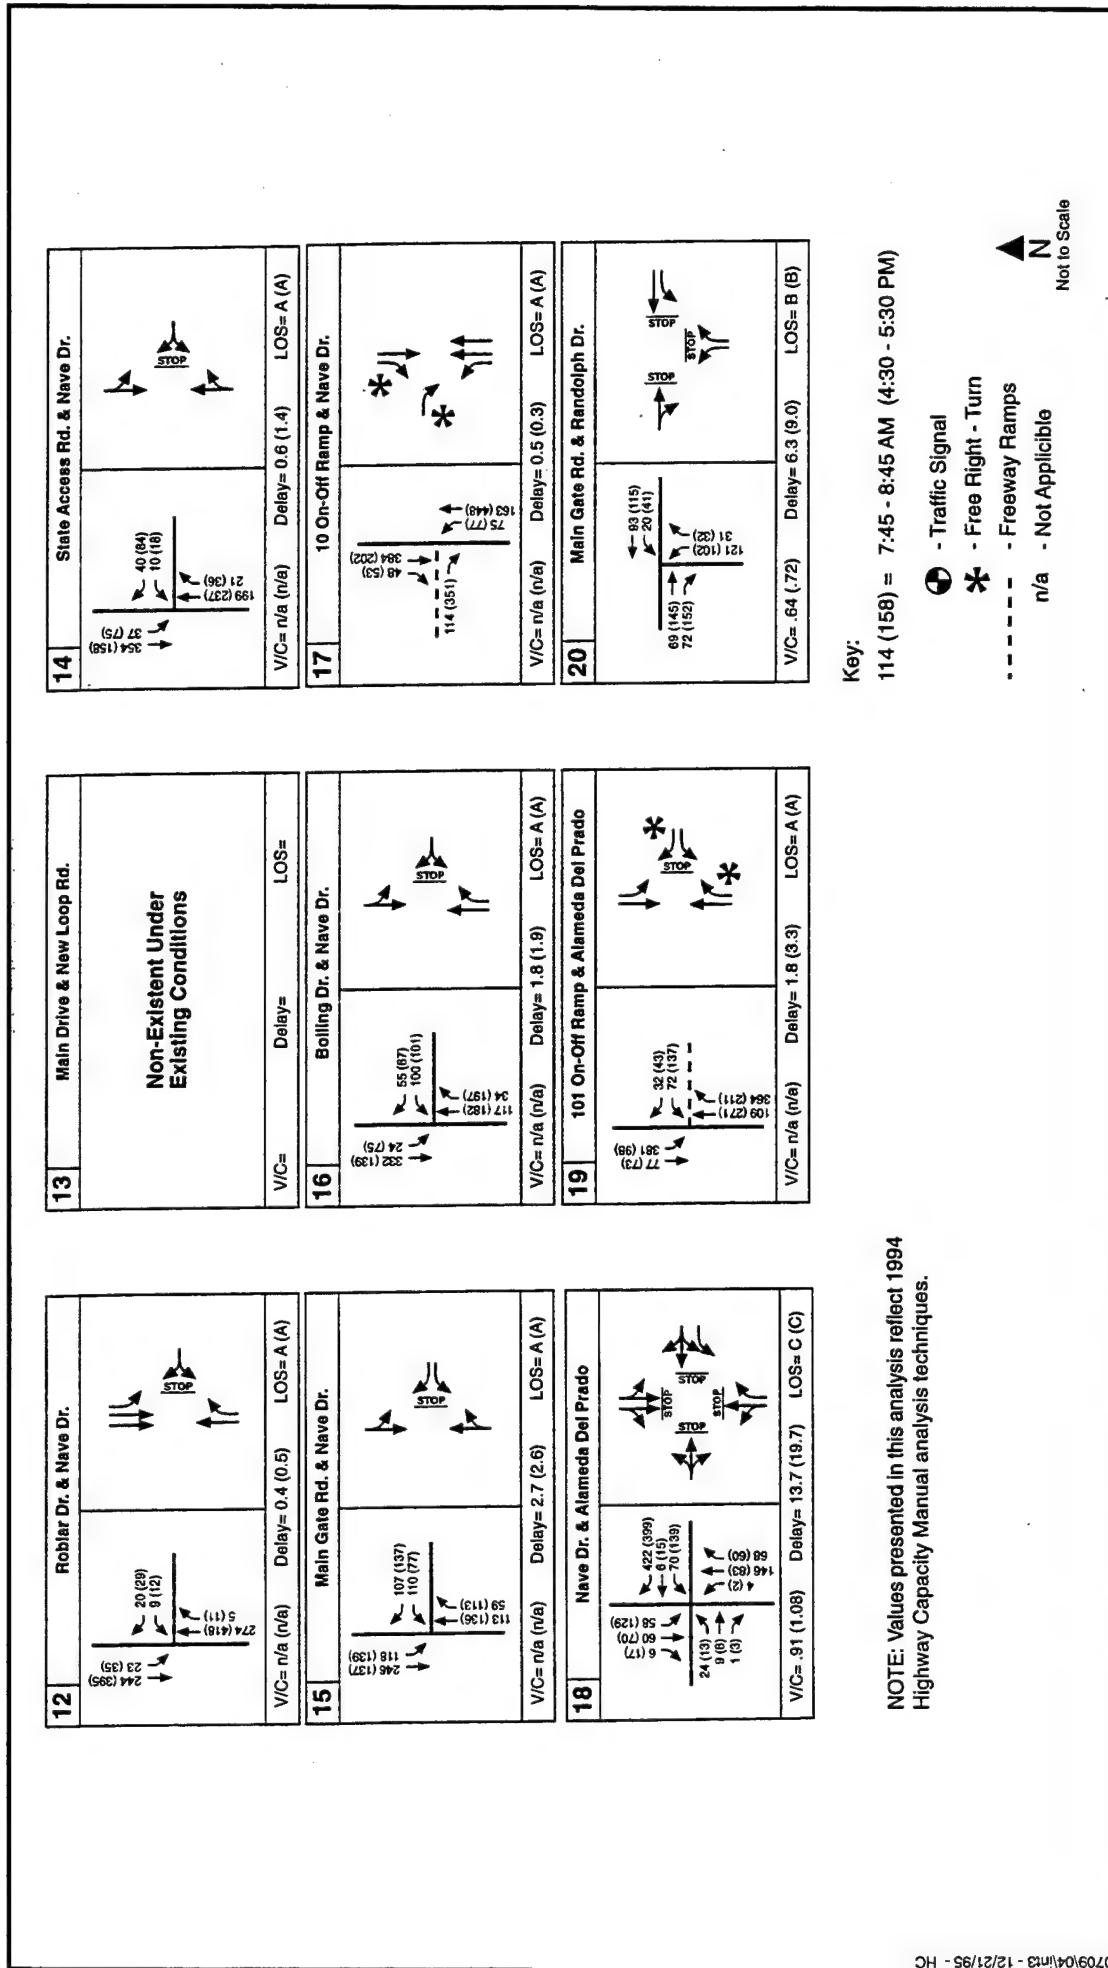 12
Roblar Dr. & Nave Dr.
244 (395)
23 (35)
20 (29)
9 (12)
274 (418)
5 (11)
STOP
V/C= n/a (n/a) Delay= 0.4 (0.5) LOS= A (A)
13
Main Drive & New Loop Rd.
Non-Existent Under
Existing Conditions
V/C= Delay= LOS=
14
State Access Rd. & Nave Dr.
354 (158)
37 (75)
40 (84)
10 (18)
199 (237)
21 (36)
STOP
V/C= n/a (n/a) Delay= 0.6 (1.4) LOS= A (A)
15
Main Gate Rd. & Nave Dr.
246 (137)
118 (139)
107 (137)
110 (77)
113 (136)
59 (113)
STOP
V/C= n/a (n/a) Delay= 2.7 (2.6) LOS= A (A)
16
Bolling Dr. & Nave Dr.
332 (139)
24 (75)
55 (67)
100 (101)
117 (182)
34 (197)
STOP
V/C= n/a (n/a) Delay= 1.8 (1.9) LOS= A (A)
17
10 On-Off Ramp & Nave Dr.
48 (53)
384 (202)
114 (351)
75 (77)
163 (448)
V/C= n/a (n/a) Delay= 0.5 (0.3) LOS= A (A)
18
Nave Dr. & Alameda Del Prado
6 (17)
60 (70)
58 (129)
422 (399)
6 (15)
70 (139)
24 (13)
9 (6)
1 (3)
4 (2)
146 (83)
68 (60)
STOP
STOP
STOP
STOP
V/C= .91 (1.08) Delay= 13.7 (19.7) LOS= C (C)
19
101 On-Off Ramp & Alameda Del Prado
77 (73)
381 (98)
32 (43)
72 (137)
109 (271)
364 (211)
STOP
V/C= n/a (n/a) Delay= 1.8 (3.3) LOS= A (A)
20
Main Gate Rd. & Randolph Dr.
93 (115)
20 (41)
69 (145)
72 (152)
121 (102)
31 (32)
STOP
STOP
STOP
V/C= .64 (.72) Delay= 6.3 (9.0) LOS= B (B)
NOTE: Values presented in this analysis reflect 1994
Highway Capacity Manual analysis techniques.
Key:
114 (158) = 7:45 - 8:45 AM (4:30 - 5:30 PM)
- Traffic Signal
- Free Right - Turn
- Freeway Ramps
n/a - Not Applicible
N
Not to Scale
0709\04\int3 - 12/21/95 - HC